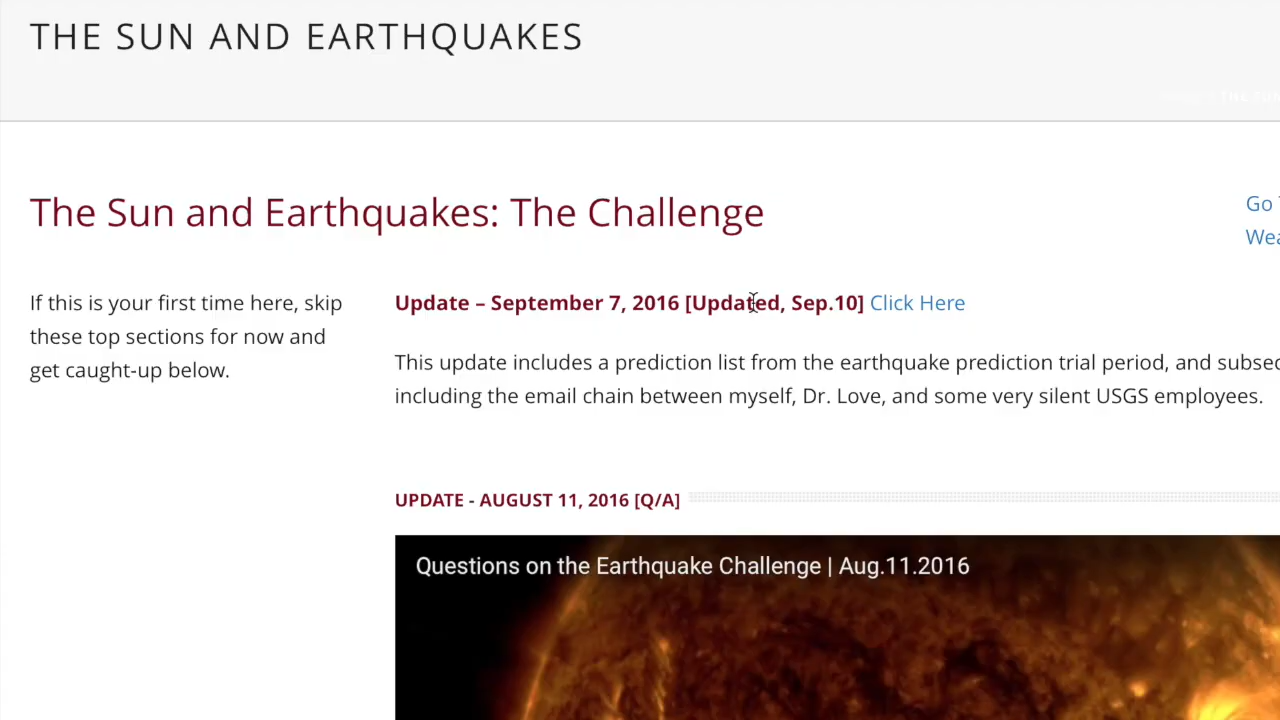 THE SUN AND EARTHQUAKES
THE SUN
The Sun and Earthquakes: The Challenge
Go
Wea
If this is your first time here, skip
these top sections for now and
get caught-up below.
Update – September 7, 2016 [Updated, Sep.10] Click Here
This update includes a prediction list from the earthquake prediction trial period, and subseq
including the email chain between myself, Dr. Love, and some very silent USGS employees.
UPDATE - AUGUST 11, 2016 [Q/A]
Questions on the Earthquake Challenge | Aug.11.2016